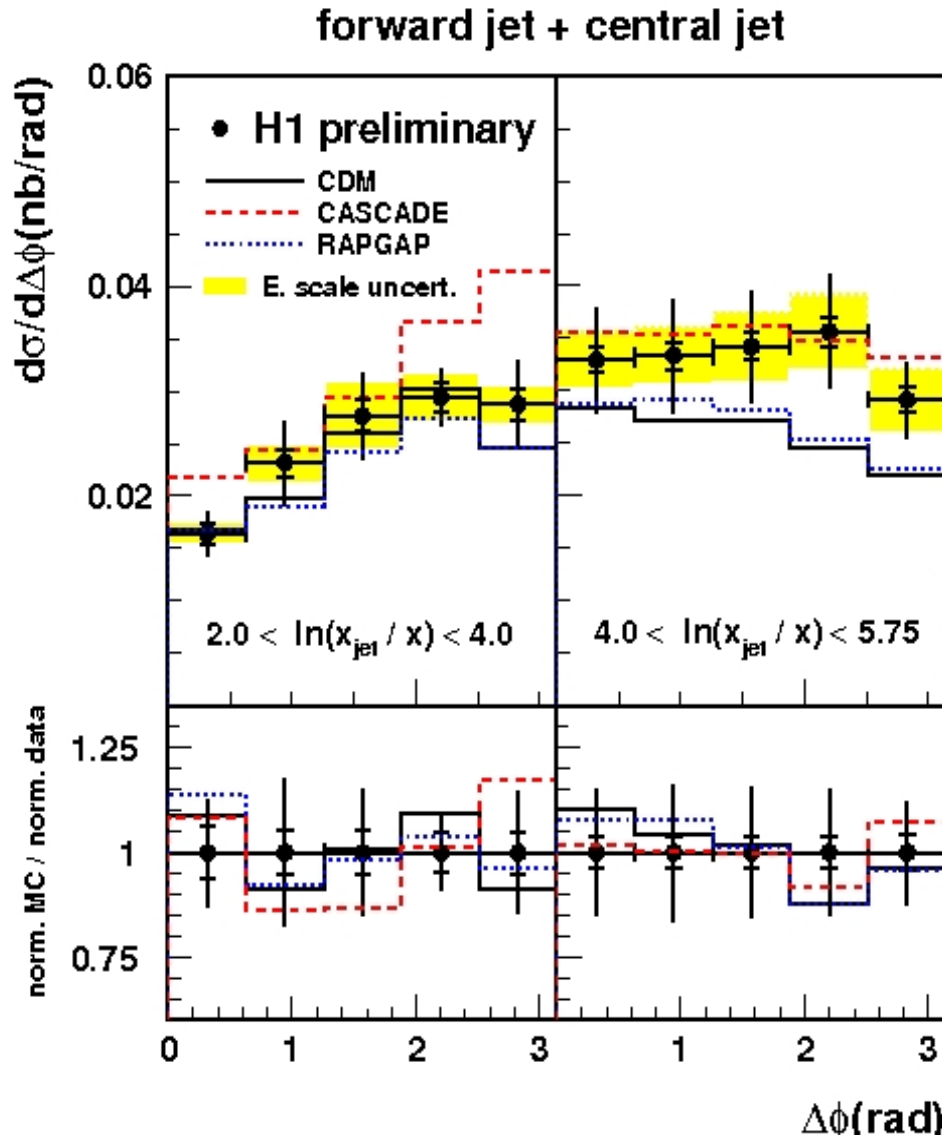 forward jet + central jet
dσ/dΔϕ(nb/rad)
0.06
0.04
0.02
H1 preliminary
CDM
CASCADE
RAPGAP
E. scale uncert.
2.0 < ln(x_jet / x) < 4.0
4.0 < ln(x_jet / x) < 5.75
norm. MC / norm. data
1.25
1
0.75
0 1 2 3 1 2 3
Δϕ(rad)